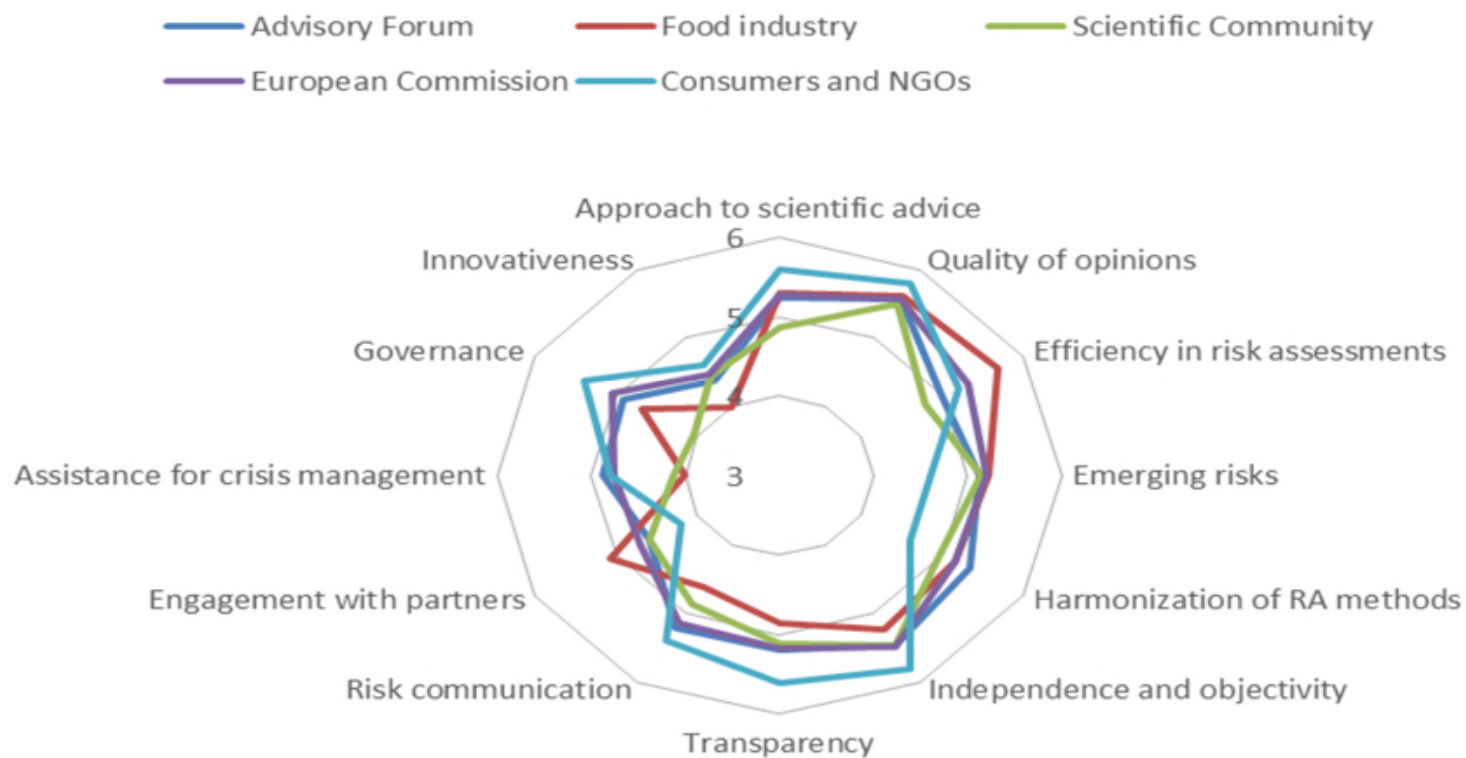 Advisory Forum Food industry Scientific Community
European Commission Consumers and NGOs
Approach to scientific advice
6
Innovativeness Quality of opinions
5
Governance Efficiency in risk assessments
4
Assistance for crisis management 3 Emerging risks
Engagement with partners Harmonization of RA methods
Risk communication Independence and objectivity
Transparency